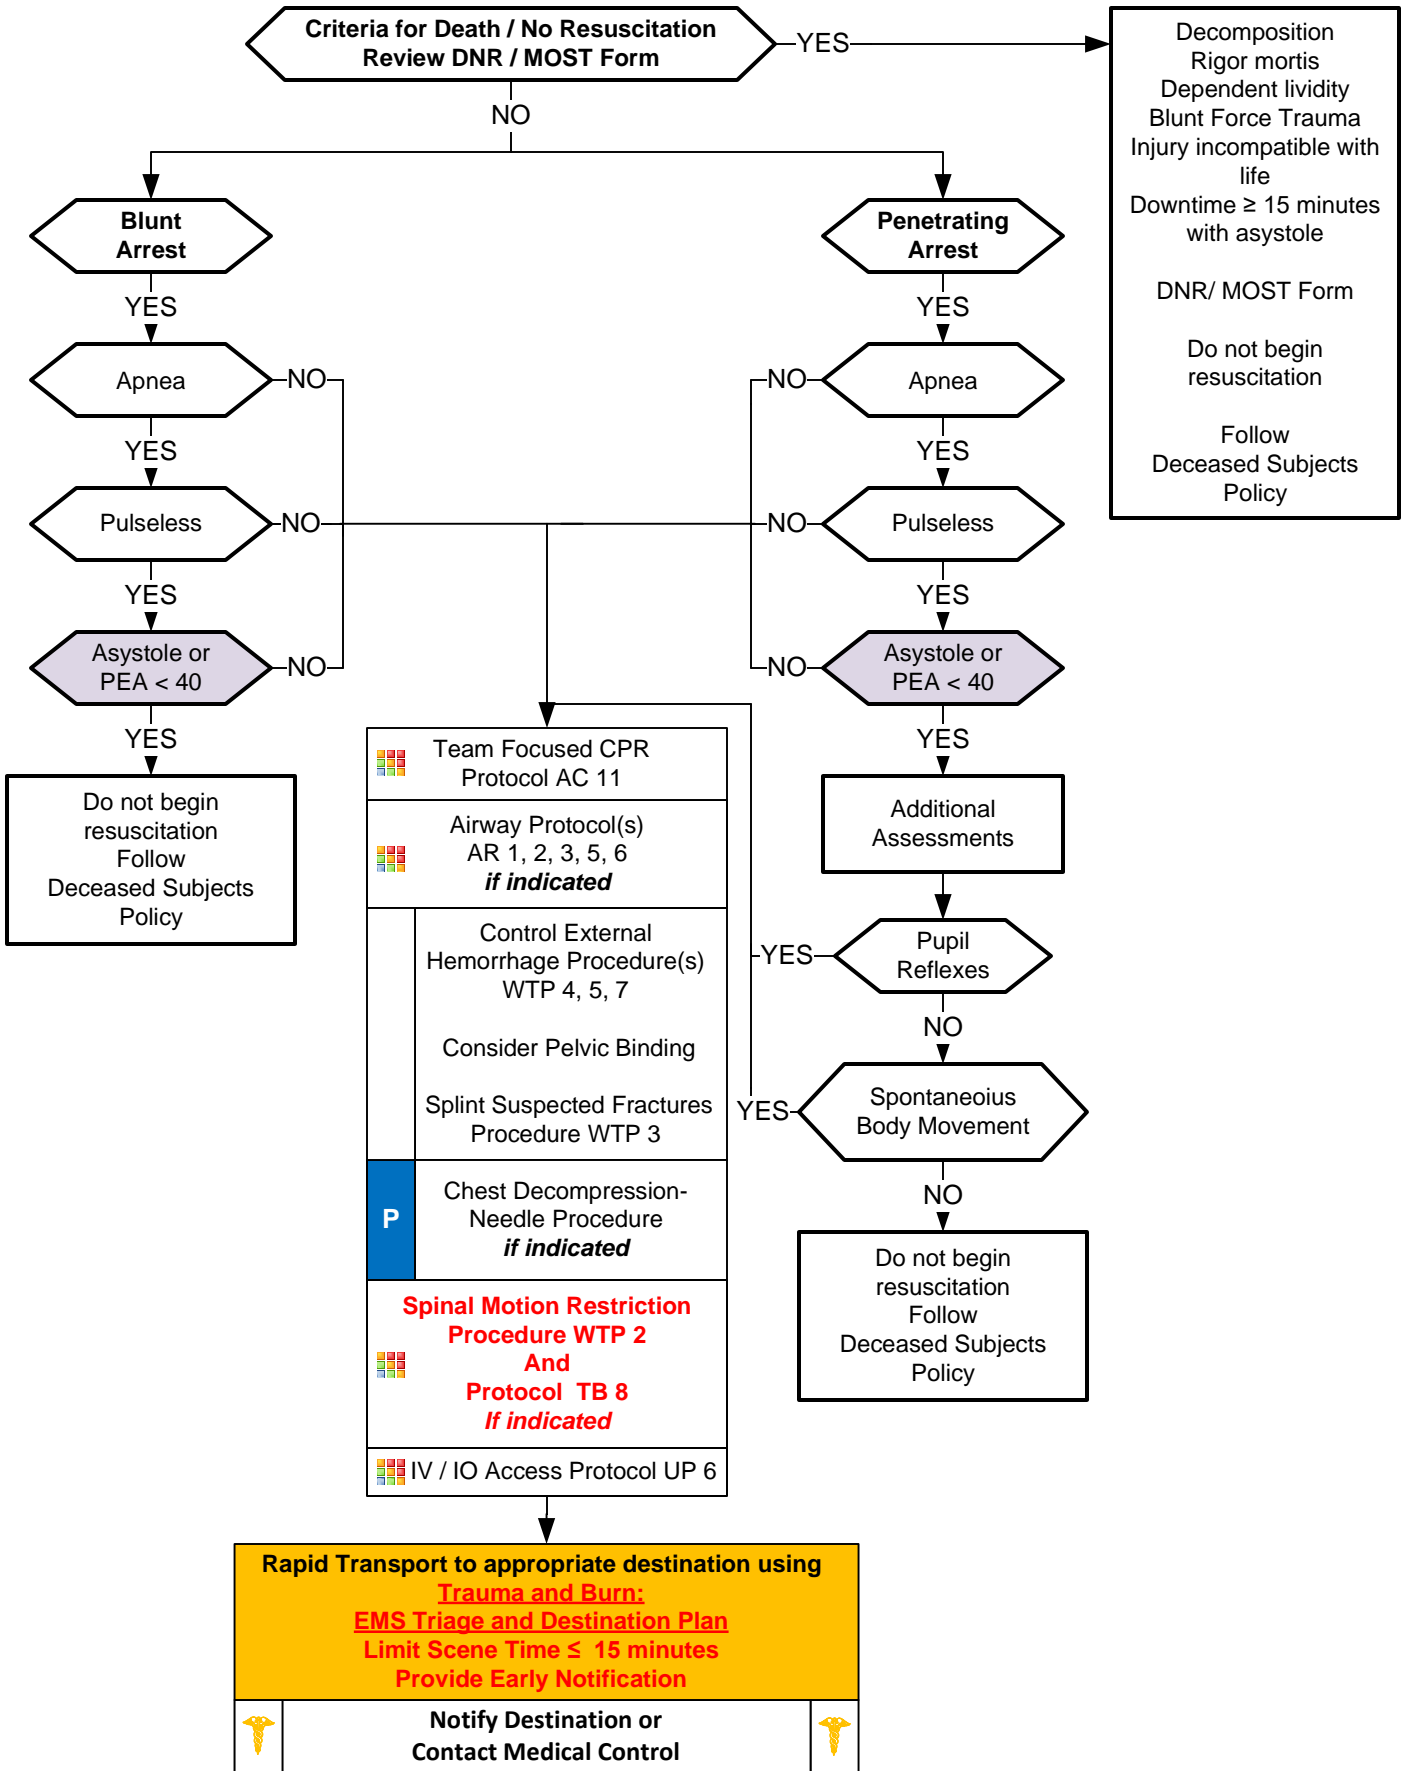 Criteria for Death / No Resuscitation
Review DNR / MOST Form
YES
Decomposition
Rigor mortis
Dependent lividity
Blunt Force Trauma
Injury incompatible with
life
Downtime ≥ 15 minutes
with asystole
DNR/ MOST Form
Do not begin
resuscitation
Follow
Deceased Subjects
Policy
NO
Blunt
Arrest
YES
Apnea
NO
YES
Pulseless
NO
YES
Asystole or
PEA < 40
NO
YES
Do not begin
resuscitation
Follow
Deceased Subjects
Policy
Penetrating
Arrest
YES
NO
Apnea
YES
NO
Pulseless
YES
NO
Asystole or
PEA < 40
YES
Additional
Assessments
YES
Pupil
Reflexes
NO
YES
Spontaneoius
Body Movement
NO
Do not begin
resuscitation
Follow
Deceased Subjects
Policy
Team Focused CPR
Protocol AC 11
Airway Protocol(s)
AR 1, 2, 3, 5, 6
if indicated
Control External
Hemorrhage Procedure(s)
WTP 4, 5, 7
Consider Pelvic Binding
Splint Suspected Fractures
Procedure WTP 3
P
Chest Decompression-
Needle Procedure
if indicated
Spinal Motion Restriction
Procedure WTP 2
And
Protocol TB 8
If indicated
IV / IO Access Protocol UP 6
Rapid Transport to appropriate destination using
Trauma and Burn:
EMS Triage and Destination Plan
Limit Scene Time ≤ 15 minutes
Provide Early Notification
Notify Destination or
Contact Medical Control